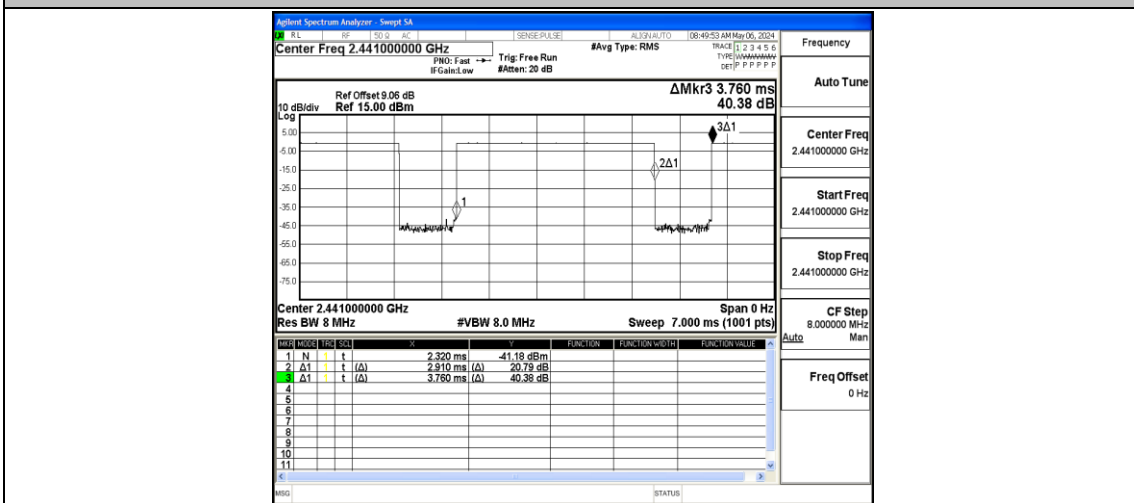 Agilent Spectrum Analyzer - Swept SA
RL RF 50 Ω AC SENSE:PULSE ALIGN AUTO 08:49:53 AM May 06, 2024
Center Freq 2.441000000 GHz #Avg Type: RMS TRACE 1 2 3 4 5 6
PNO: Fast Trig: Free Run TYPE
IFGain:Low #Atten: 20 dB DET P P P P P P
Frequency
Auto Tune
ΔMkr3 3.760 ms
40.38 dB
Ref Offset 9.06 dB
10 dB/div Ref 15.00 dBm
Log
5.00
-5.00
-15.0
-25.0
-35.0
-45.0
-55.0
-65.0
-75.0
3Δ1
2Δ1
1
Center Freq
2.441000000 GHz
Start Freq
2.441000000 GHz
Stop Freq
2.441000000 GHz
Center 2.441000000 GHz Span 0 Hz
Res BW 8 MHz #VBW 8.0 MHz Sweep 7.000 ms (1001 pts)
CF Step
8.000000 MHz
Auto Man
MKR MODE TRC SCL X Y FUNCTION FUNCTION WIDTH FUNCTION VALUE
1 N 1 t 2.320 ms -41.18 dBm
2 Δ1 1 t (Δ) 2.910 ms (Δ) 20.79 dB
3 Δ1 1 t (Δ) 3.760 ms (Δ) 40.38 dB
4
5
6
7
8
9
10
11
Freq Offset
0 Hz
MSG STATUS